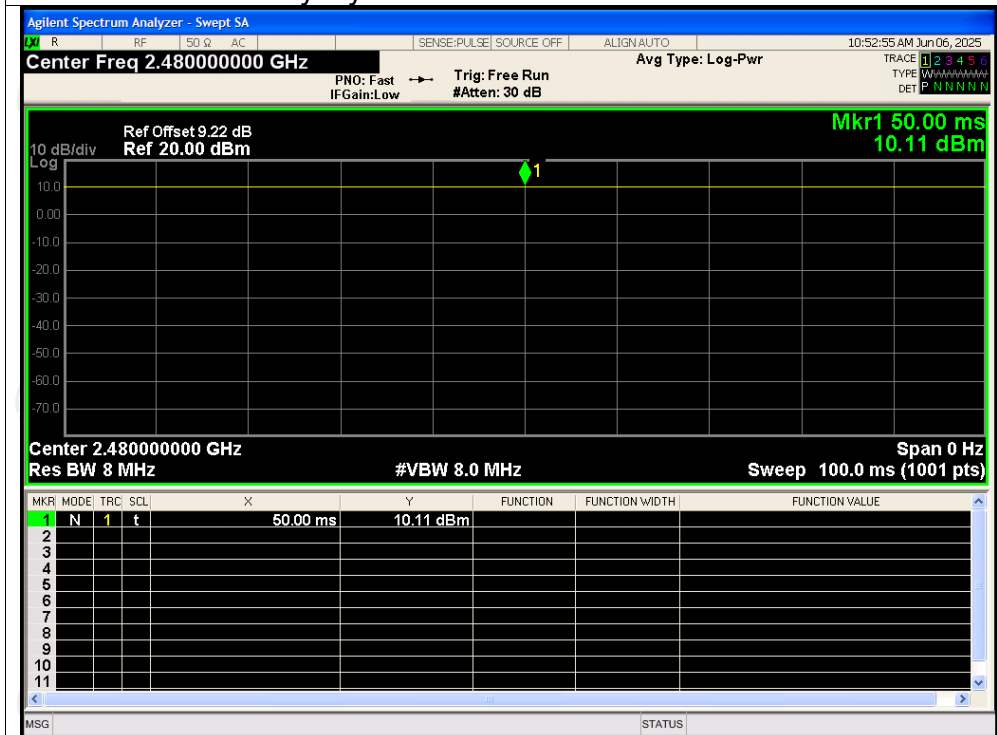 Agilent Spectrum Analyzer - Swept SA
LXI R RF 50 Ω AC SENSE:PULSE SOURCE OFF ALIGNAUTO 10:52:55 AM Jun 06, 2025
Center Freq 2.480000000 GHz
PNO: Fast
IFGain:Low
Trig: Free Run
#Atten: 30 dB
Avg Type: Log-Pwr
TRACE 1 2 3 4 5 6
TYPE WWWWWW
DET P N N N N N
Mkr1 50.00 ms
10.11 dBm
Ref Offset 9.22 dB
10 dB/div Ref 20.00 dBm
Log
1
10.0
0.00
-10.0
-20.0
-30.0
-40.0
-50.0
-60.0
-70.0
Center 2.480000000 GHz Span 0 Hz
Res BW 8 MHz #VBW 8.0 MHz Sweep 100.0 ms (1001 pts)
MKR MODE TRC SCL X Y FUNCTION FUNCTION WIDTH FUNCTION VALUE
1 N 1 t 50.00 ms 10.11 dBm
2
3
4
5
6
7
8
9
10
11
MSG STATUS